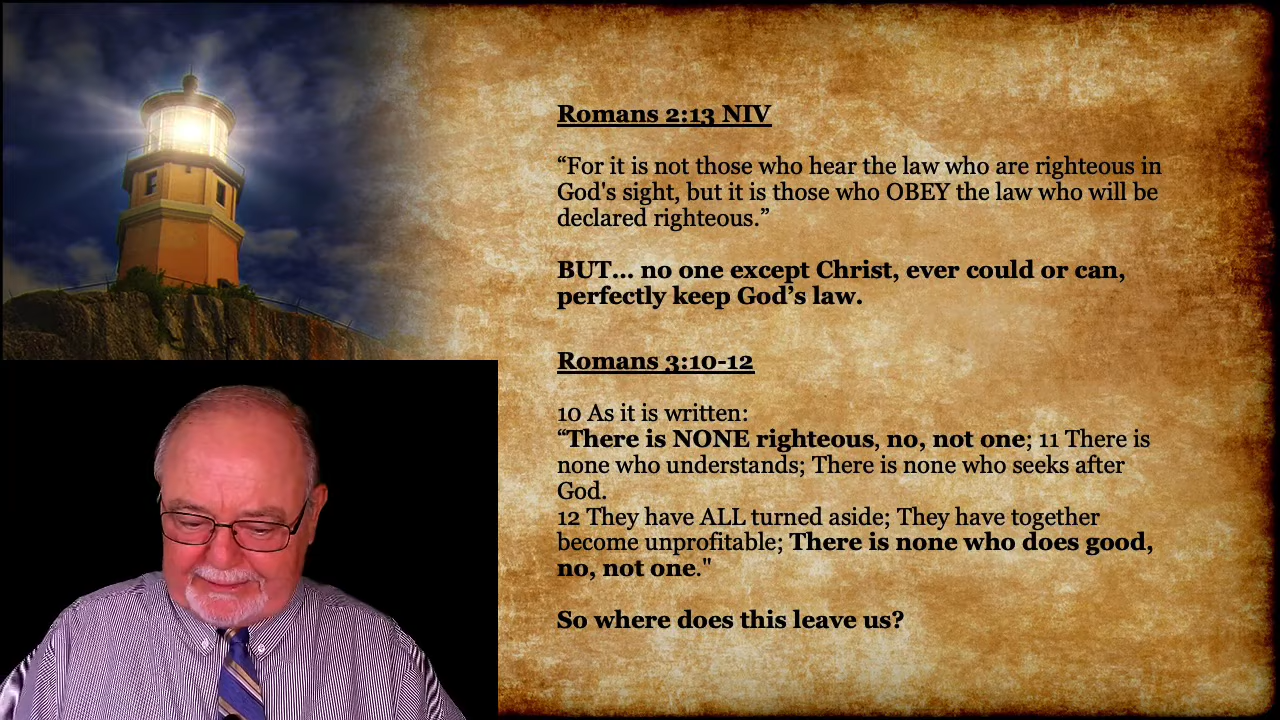 Romans 2:13 NIV
“For it is not those who hear the law who are righteous in
God's sight, but it is those who OBEY the law who will be
declared righteous.”
BUT... no one except Christ, ever could or can,
perfectly keep God’s law.
Romans 3:10-12
10 As it is written:
“There is NONE righteous, no, not one; 11 There is
none who understands; There is none who seeks after
God.
12 They have ALL turned aside; They have together
become unprofitable; There is none who does good,
no, not one."
So where does this leave us?